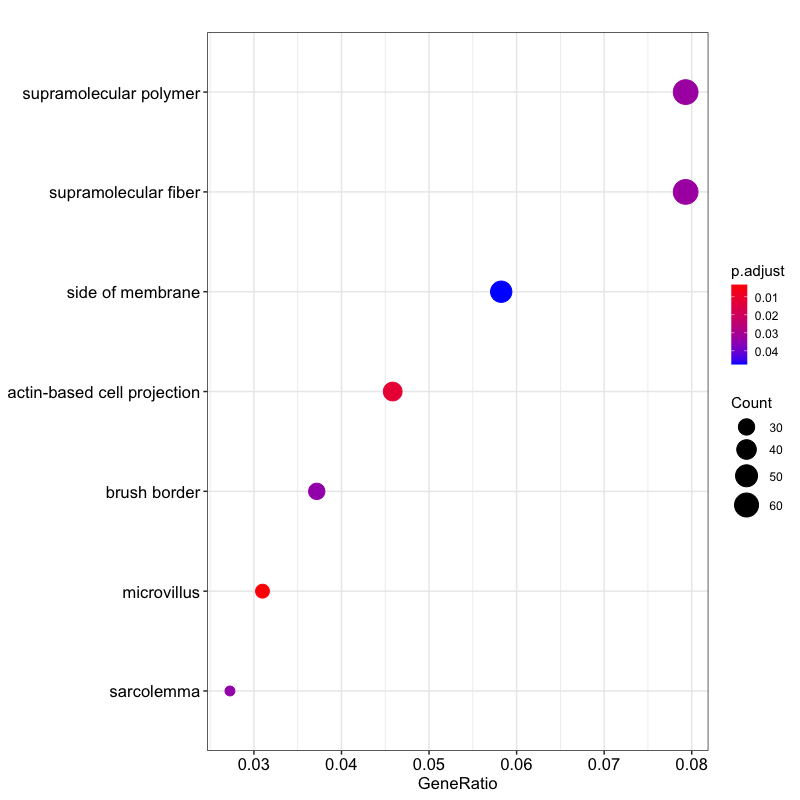 supramolecular polymer
supramolecular fiber
side of membrane
actin-based cell projection
brush border
microvillus
sarcolemma
0.03 0.04 0.05 0.06 0.07 0.08
GeneRatio
p.adjust
0.01
0.02
0.03
0.04
Count
30
40
50
60